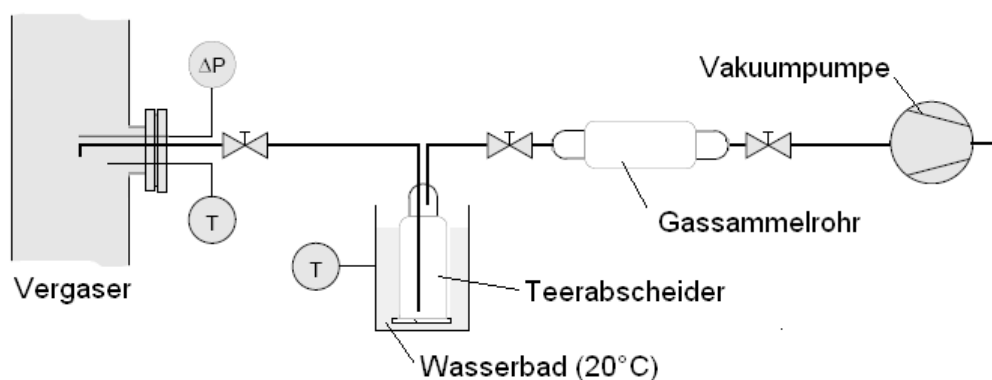 Vakuumpumpe
ΔP
T
T
T
Gassammelrohr
T
T
Vergaser
Teerabscheider
Wasserbad (20°C)